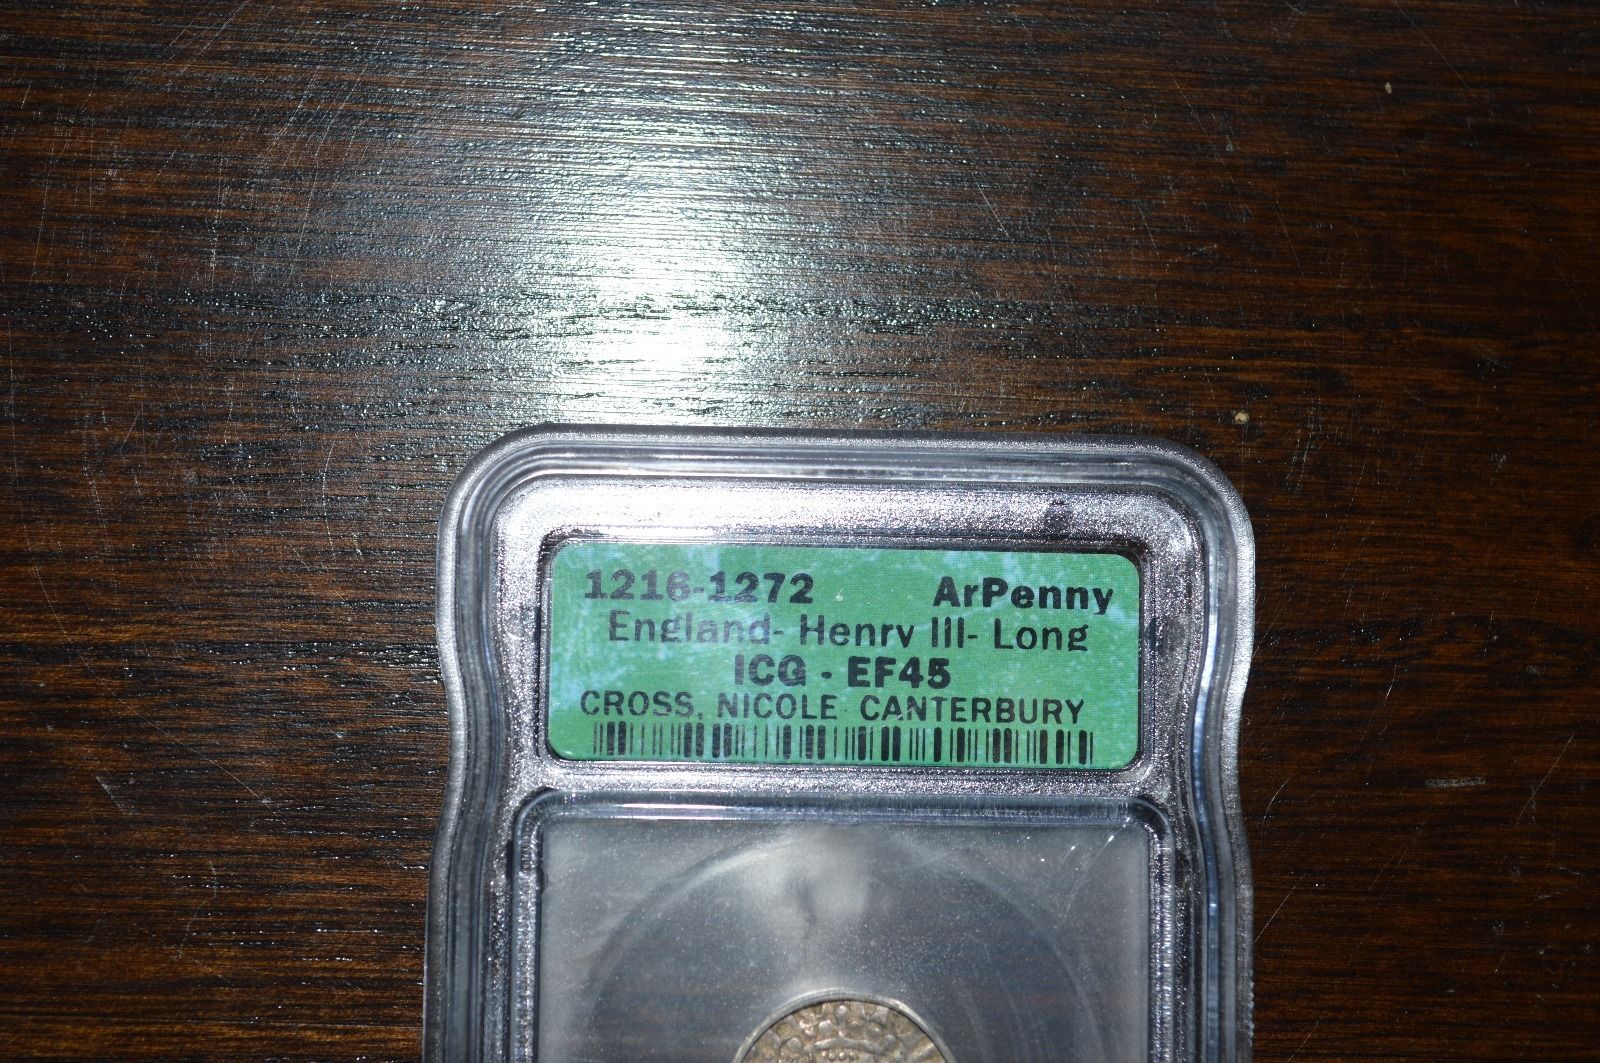 1216-1272 ArPenny
England- Henry III- Long
ICG - EF45
CROSS, NICOLE CANTERBURY